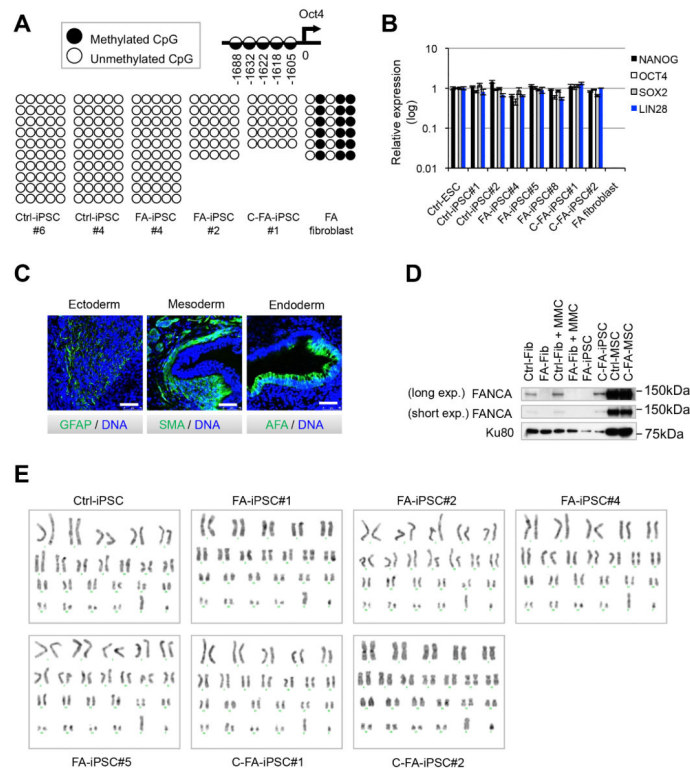 A
Methylated CpG
Unmethylated CpG
Oct4
-1688
-1632
-1622
-1618
-1605
0
Ctrl-iPSC #6
Ctrl-iPSC #4
FA-iPSC #4
FA-iPSC #2
C-FA-iPSC #1
FA fibroblast
B
Relative expression (log)
10
1
0.1
0.01
NANOG
OCT4
SOX2
LIN28
Ctrl-ESC
Ctrl-iPSC#1
Ctrl-iPSC#2
FA-iPSC#4
FA-iPSC#5
FA-iPSC#8
C-FA-iPSC#1
C-FA-iPSC#2
FA fibroblast
C
Ectoderm
Mesoderm
Endoderm
GFAP / DNA
SMA / DNA
AFA / DNA
D
Ctrl-Fib
FA-Fib
Ctrl-Fib + MMC
FA-Fib + MMC
FA-iPSC
C-FA-iPSC
Ctrl-MSC
C-FA-MSC
(long exp.) FANCA
150kDa
(short exp.) FANCA
150kDa
Ku80
75kDa
E
Ctrl-iPSC
FA-iPSC#1
FA-iPSC#2
FA-iPSC#4
FA-iPSC#5
C-FA-iPSC#1
C-FA-iPSC#2